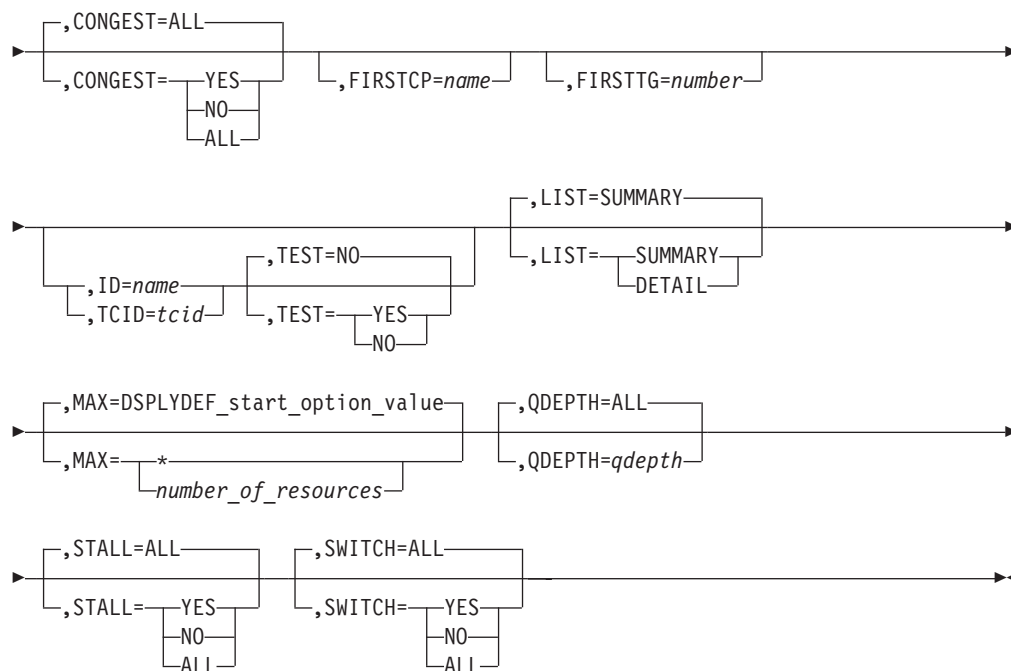 ,CONGEST=ALL
,CONGEST= YES
NO
ALL
,FIRSTCP=name
,FIRSTTG=number
,ID=name
,TCID=tcid
,TEST=NO
,TEST= YES
NO
,LIST=SUMMARY
,LIST= SUMMARY
DETAIL
,MAX=DSPLYDEF_start_option_value
,MAX= *
number_of_resources
,QDEPTH=ALL
,QDEPTH=qdepth
,STALL=ALL
,STALL= YES
NO
ALL
,SWITCH=ALL
,SWITCH= YES
NO
ALL